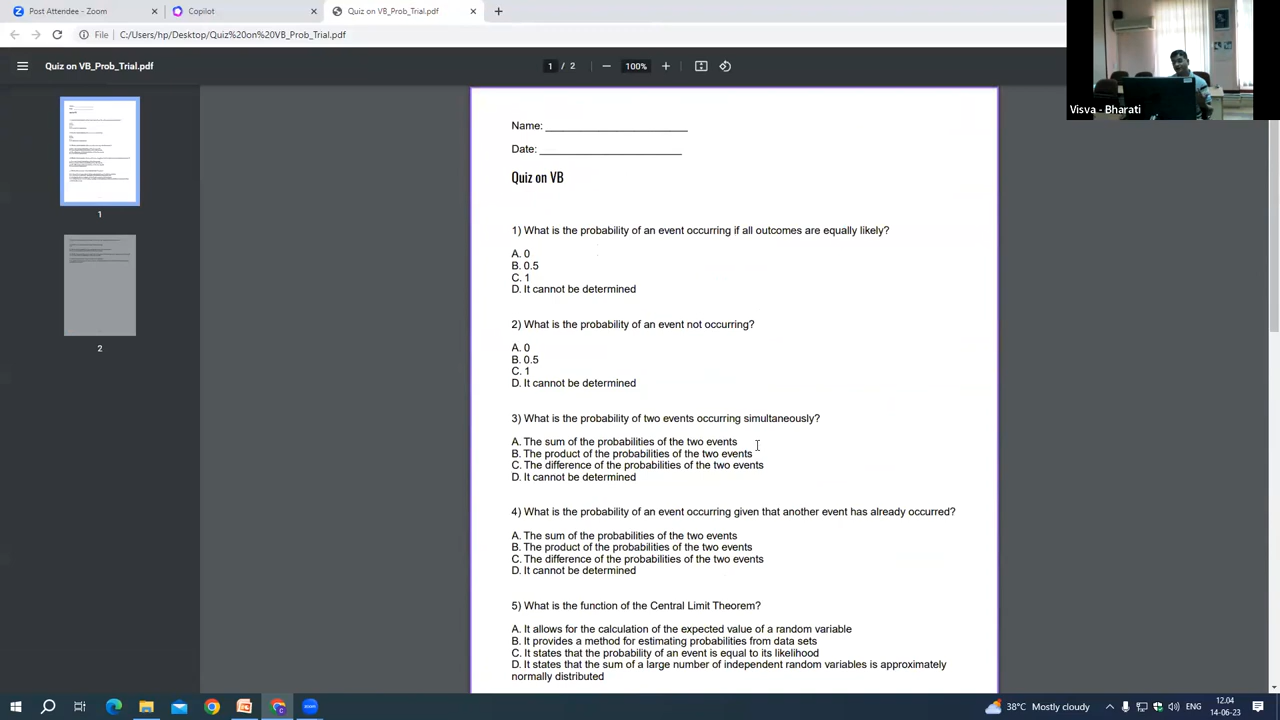 Post Attendee - Zoom
Copilot
Quiz on VB_Prob_Trial.pdf
File
C:/Users/hp/Desktop/Quiz%20on%20VB_Prob_Trial.pdf
Quiz on VB_Prob_Trial.pdf
1 / 2
100%
Visva - Bharati
1
2
Name: ______________________
Date: ______________________
Quiz on VB
1) What is the probability of an event occurring if all outcomes are equally likely?
A. 0
B. 0.5
C. 1
D. It cannot be determined
2) What is the probability of an event not occurring?
A. 0
B. 0.5
C. 1
D. It cannot be determined
3) What is the probability of two events occurring simultaneously?
A. The sum of the probabilities of the two events
B. The product of the probabilities of the two events
C. The difference of the probabilities of the two events
D. It cannot be determined
4) What is the probability of an event occurring given that another event has already occurred?
A. The sum of the probabilities of the two events
B. The product of the probabilities of the two events
C. The difference of the probabilities of the two events
D. It cannot be determined
5) What is the function of the Central Limit Theorem?
A. It allows for the calculation of the expected value of a random variable
B. It provides a method for estimating probabilities from data sets
C. It states that the probability of an event is equal to its likelihood
D. It states that the sum of a large number of independent random variables is approximately
normally distributed
zoom
38°C Mostly cloudy
ENG
12.04
14-06-23